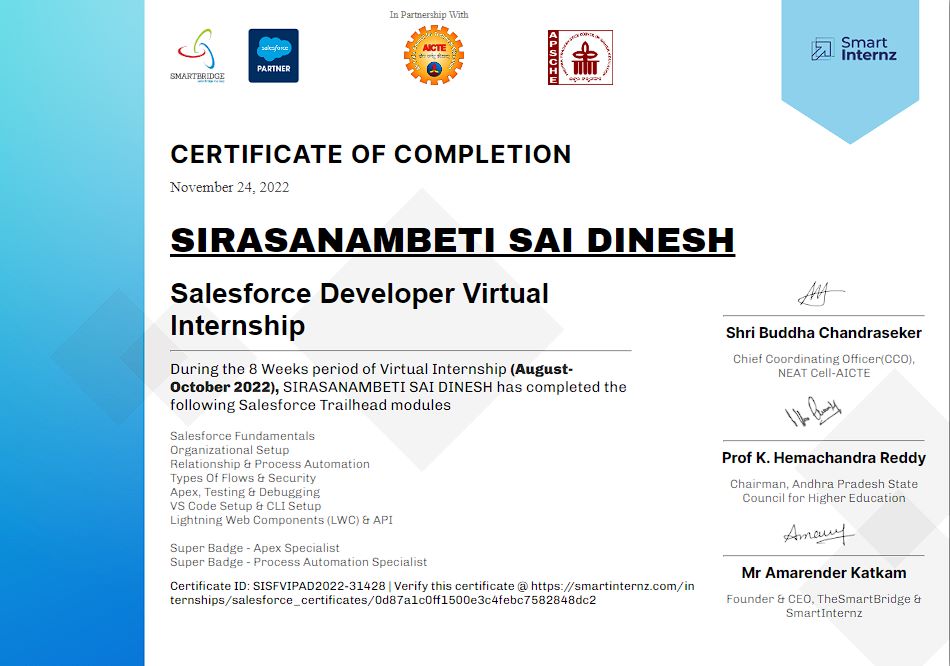 In Partnership With
SMARTBRIDGE
salesforce
PARTNER
AICTE
APSCHE
Smart
Internz
CERTIFICATE OF COMPLETION
November 24, 2022
SIRASANAMBETI SAI DINESH
Salesforce Developer Virtual
Internship
During the 8 Weeks period of Virtual Internship (August-
October 2022), SIRASANAMBETI SAI DINESH has completed the
following Salesforce Trailhead modules
Salesforce Fundamentals
Organizational Setup
Relationship & Process Automation
Types Of Flows & Security
Apex, Testing & Debugging
VS Code Setup & CLI Setup
Lightning Web Components (LWC) & API
Super Badge - Apex Specialist
Super Badge - Process Automation Specialist
Certificate ID: SISFVIPAD2022-31428 | Verify this certificate @ https://smartinternz.com/in
ternships/salesforce_certificates/0d87a1c0ff1500e3c4febc7582848dc2
Shri Buddha Chandraseker
Chief Coordinating Officer(CCO),
NEAT Cell-AICTE
Prof K. Hemachandra Reddy
Chairman, Andhra Pradesh State
Council for Higher Education
Amaren
Mr Amarender Katkam
Founder & CEO, TheSmartBridge &
SmartInternz